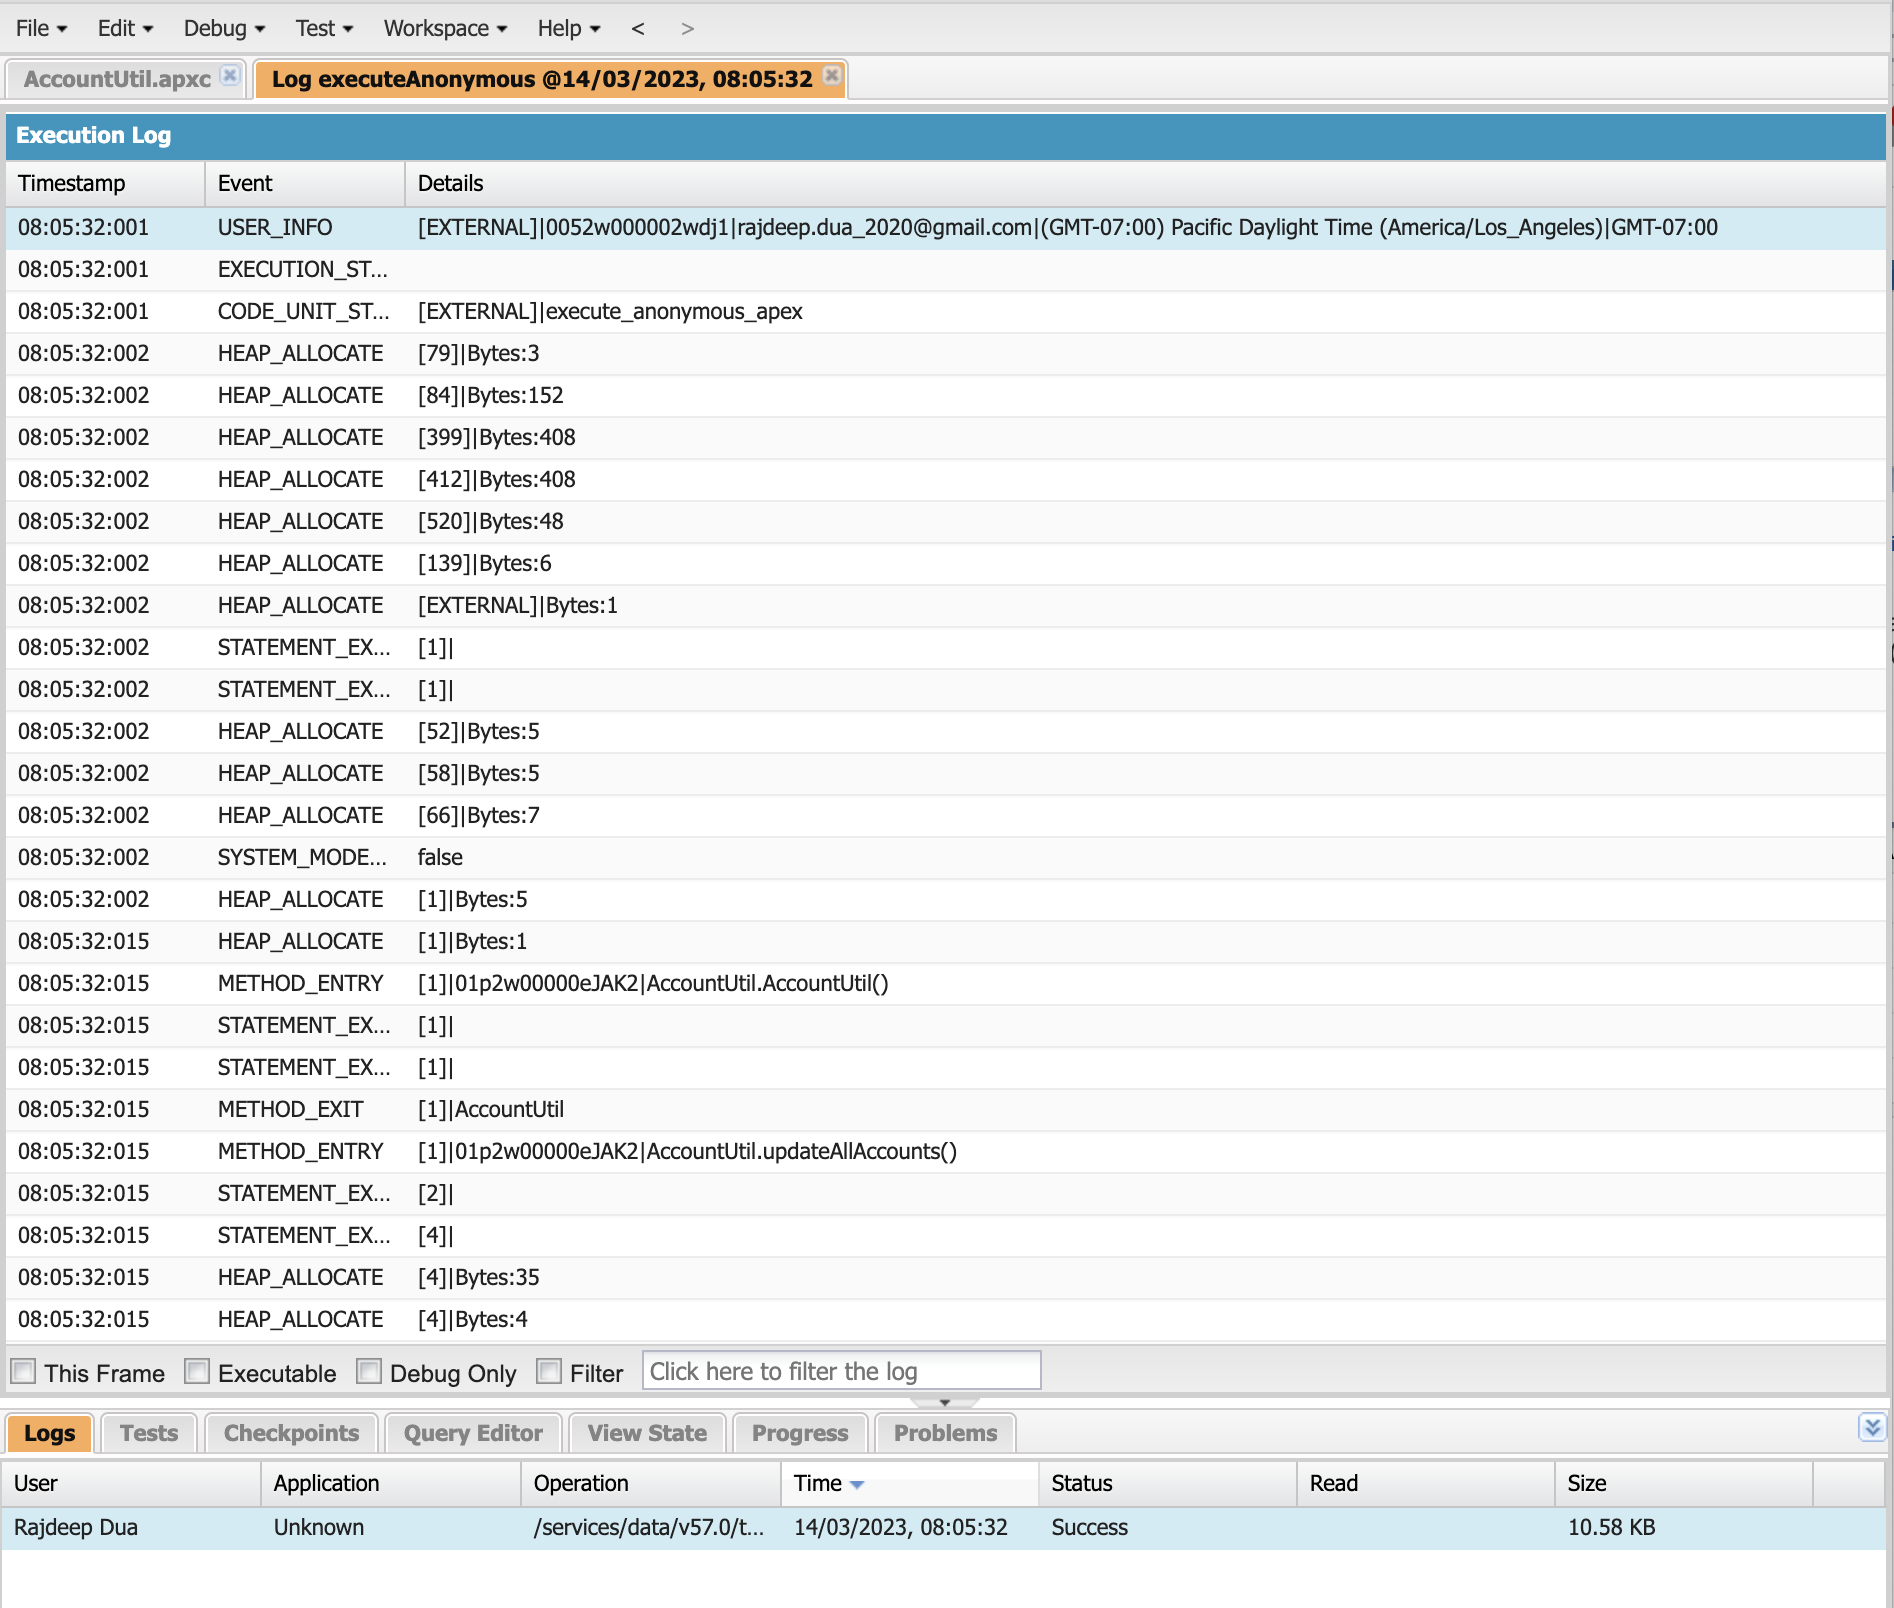 File Edit Debug Test Workspace Help < >
AccountUtil.apxc Log executeAnonymous @14/03/2023, 08:05:32
Execution Log
Timestamp Event Details
08:05:32:001 USER_INFO [EXTERNAL]|0052w000002wdj1|rajdeep.dua_2020@gmail.com|(GMT-07:00) Pacific Daylight Time (America/Los_Angeles)|GMT-07:00
08:05:32:001 EXECUTION_ST...
08:05:32:001 CODE_UNIT_ST... [EXTERNAL]|execute_anonymous_apex
08:05:32:002 HEAP_ALLOCATE [79]|Bytes:3
08:05:32:002 HEAP_ALLOCATE [84]|Bytes:152
08:05:32:002 HEAP_ALLOCATE [399]|Bytes:408
08:05:32:002 HEAP_ALLOCATE [412]|Bytes:408
08:05:32:002 HEAP_ALLOCATE [520]|Bytes:48
08:05:32:002 HEAP_ALLOCATE [139]|Bytes:6
08:05:32:002 HEAP_ALLOCATE [EXTERNAL]|Bytes:1
08:05:32:002 STATEMENT_EX... [1]|
08:05:32:002 STATEMENT_EX... [1]|
08:05:32:002 HEAP_ALLOCATE [52]|Bytes:5
08:05:32:002 HEAP_ALLOCATE [58]|Bytes:5
08:05:32:002 HEAP_ALLOCATE [66]|Bytes:7
08:05:32:002 SYSTEM_MODE... false
08:05:32:002 HEAP_ALLOCATE [1]|Bytes:5
08:05:32:015 HEAP_ALLOCATE [1]|Bytes:1
08:05:32:015 METHOD_ENTRY [1]|01p2w00000eJAK2|AccountUtil.AccountUtil()
08:05:32:015 STATEMENT_EX... [1]|
08:05:32:015 STATEMENT_EX... [1]|
08:05:32:015 METHOD_EXIT [1]|AccountUtil
08:05:32:015 METHOD_ENTRY [1]|01p2w00000eJAK2|AccountUtil.updateAllAccounts()
08:05:32:015 STATEMENT_EX... [2]|
08:05:32:015 STATEMENT_EX... [4]|
08:05:32:015 HEAP_ALLOCATE [4]|Bytes:35
08:05:32:015 HEAP_ALLOCATE [4]|Bytes:4
This Frame Executable Debug Only Filter Click here to filter the log
Logs Tests Checkpoints Query Editor View State Progress Problems
User Application Operation Time Status Read Size
Rajdeep Dua Unknown /services/data/v57.0/t... 14/03/2023, 08:05:32 Success 10.58 KB